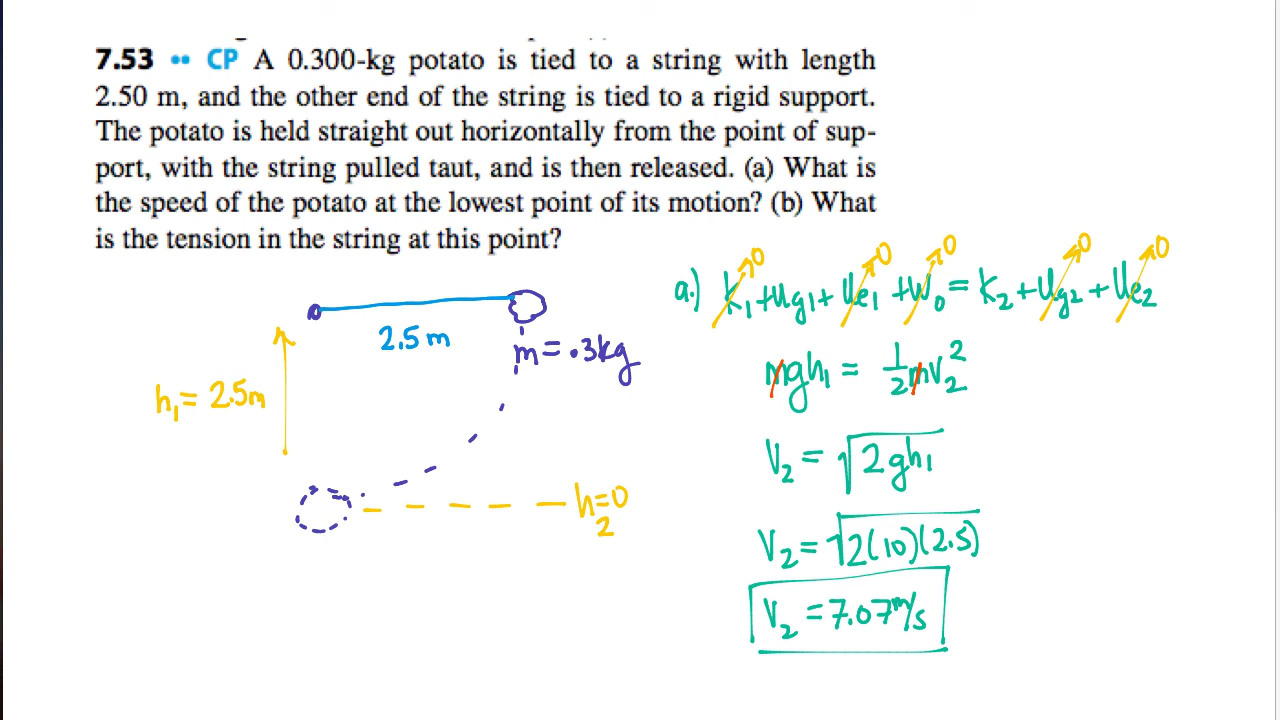 7.53 •• CP A 0.300-kg potato is tied to a string with length
2.50 m, and the other end of the string is tied to a rigid support.
The potato is held straight out horizontally from the point of sup-
port, with the string pulled taut, and is then released. (a) What is
the speed of the potato at the lowest point of its motion? (b) What
is the tension in the string at this point?
2.5 m
m = .3kg
h₁ = 2.5m
h₂ = 0
a.) K₁ + Ug₁ + Ue₁ + W₀ = K₂ + Ug₂ + Ue₂
0 0 0 0 0
mgh₁ = ½mv₂²
V₂ = √2gh₁
V₂ = √2(10)(2.5)
V₂ = 7.07 m/s